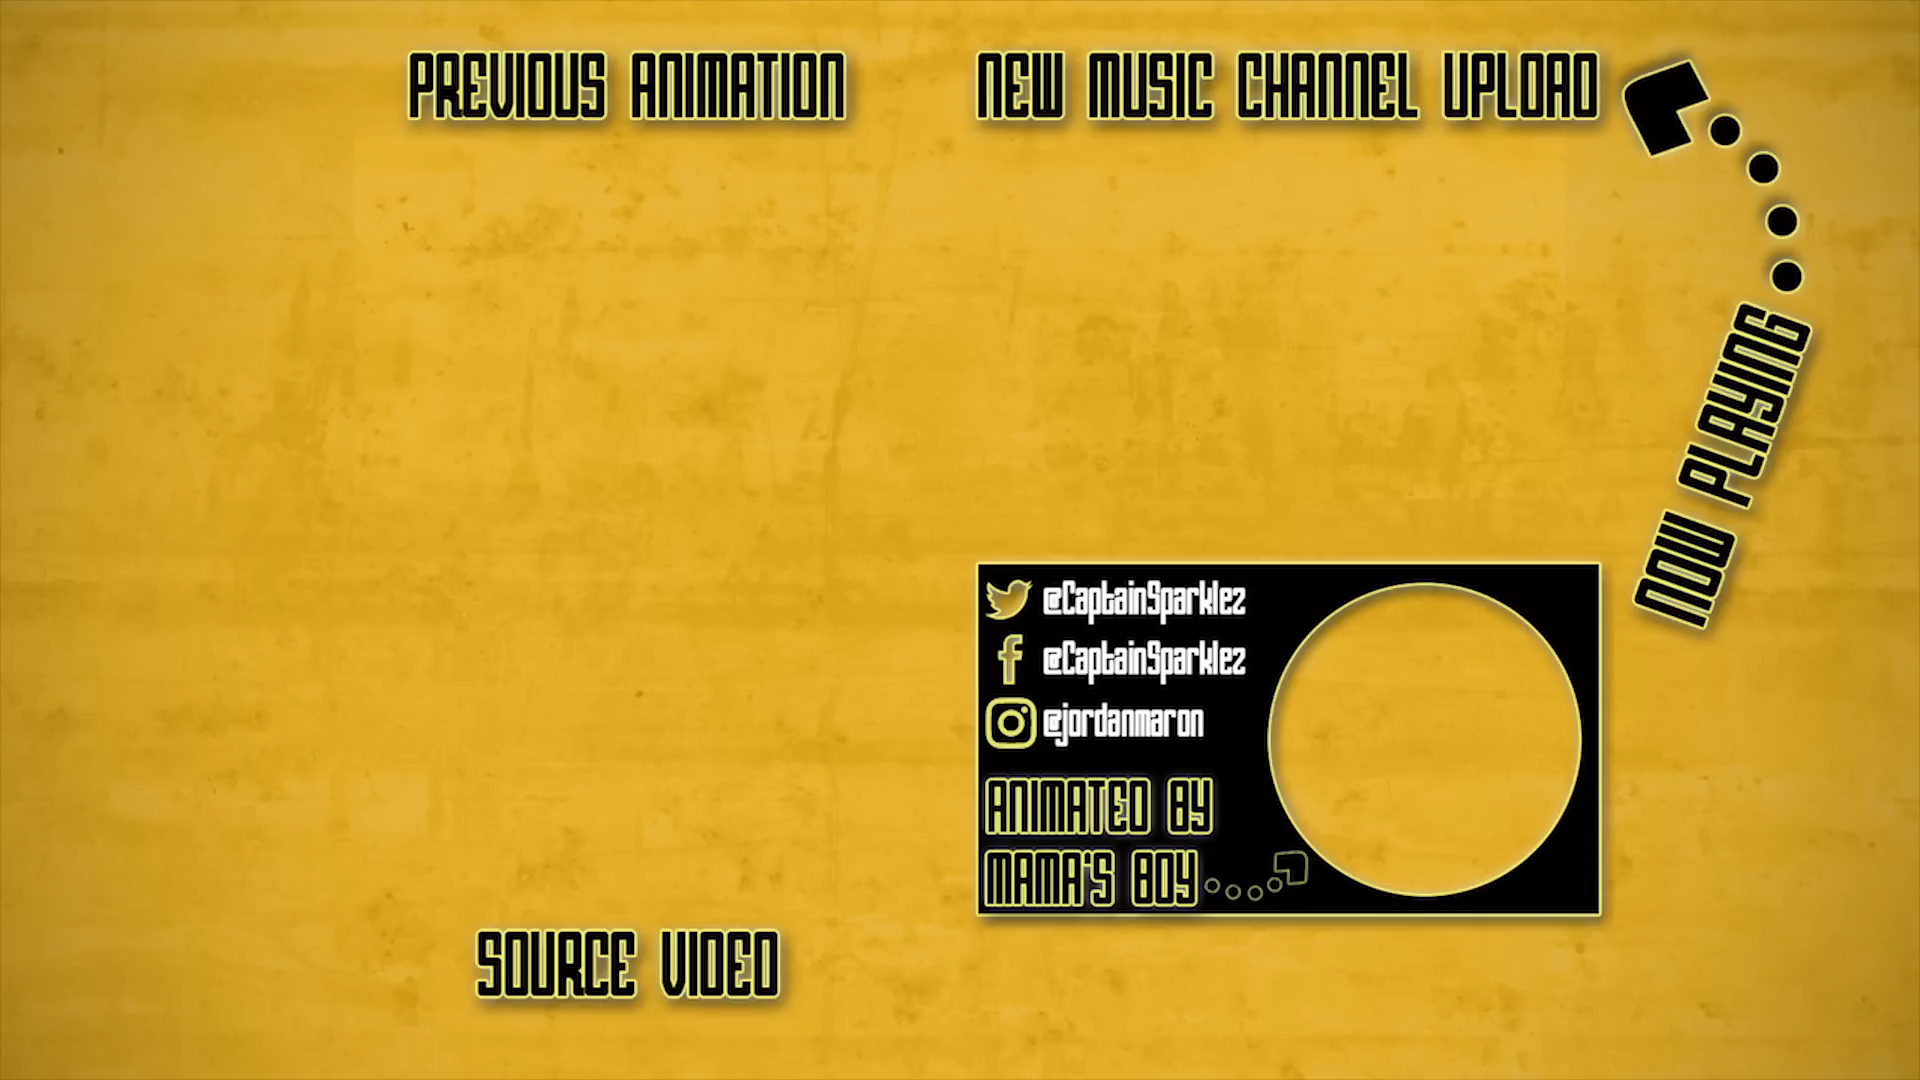 PREVIOUS ANIMATION
NEW MUSIC CHANNEL UPLOAD
NOW PLAYING
@CaptainSparklez
@CaptainSparklez
@jordanmaron
ANIMATED BY
MAMA'S BOY
SOURCE VIDEO